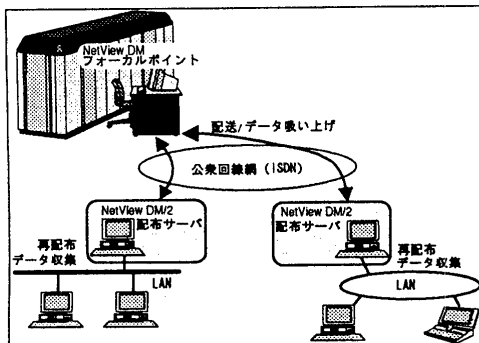 NetView DM
フォーカルポイント
配送/データ吸い上げ
公衆回線網 (ISDN)
NetView DM/2
配布サーバ
再配布
データ収集
LAN
NetView DM/2
配布サーバ
再配布
データ収集
LAN